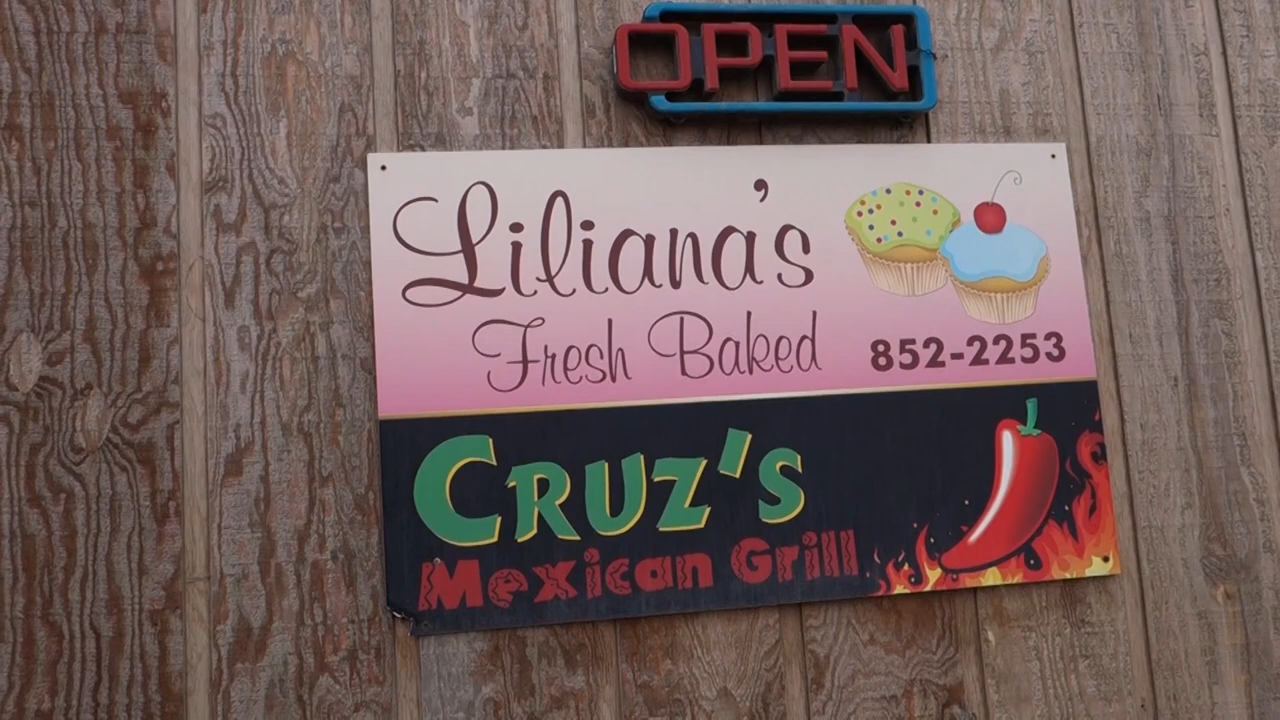 OPEN
Liliana's
Fresh Baked
852-2253
CRUZ'S
Mexican Grill